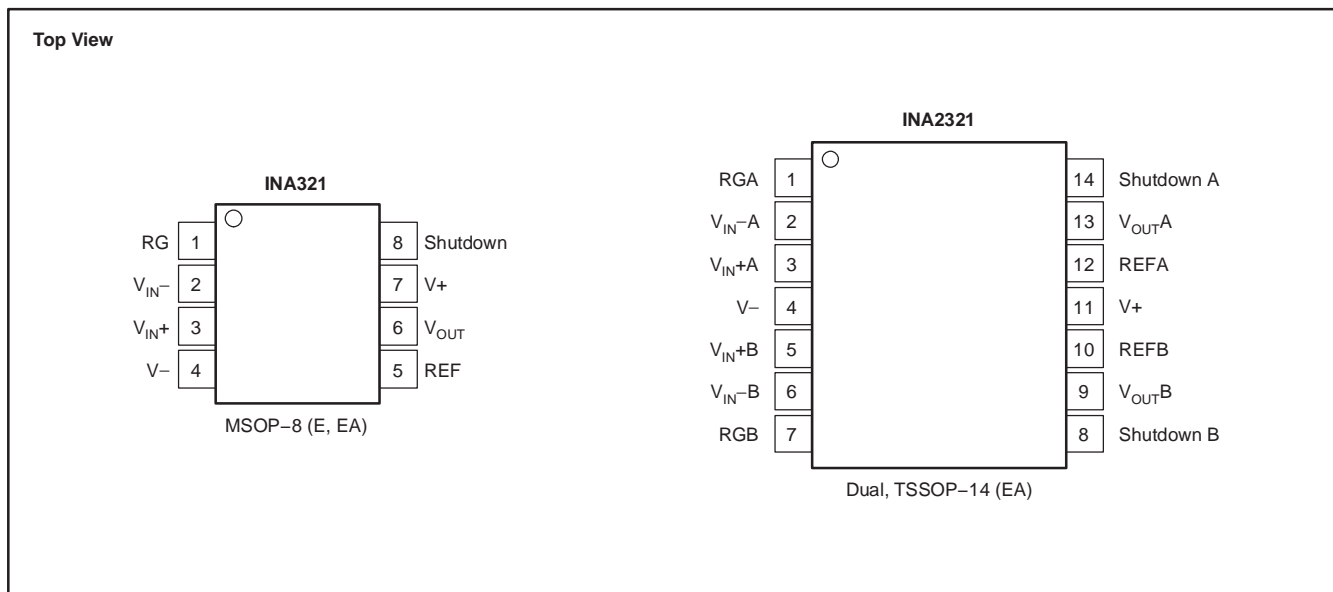 Top View
INA321
RG 1
V_IN− 2
V_IN+ 3
V− 4
8 Shutdown
7 V+
6 V_OUT
5 REF
MSOP−8 (E, EA)
INA2321
RGA 1
V_IN−A 2
V_IN+A 3
V− 4
V_IN+B 5
V_IN−B 6
RGB 7
14 Shutdown A
13 V_OUTA
12 REFA
11 V+
10 REFB
9 V_OUTB
8 Shutdown B
Dual, TSSOP−14 (EA)